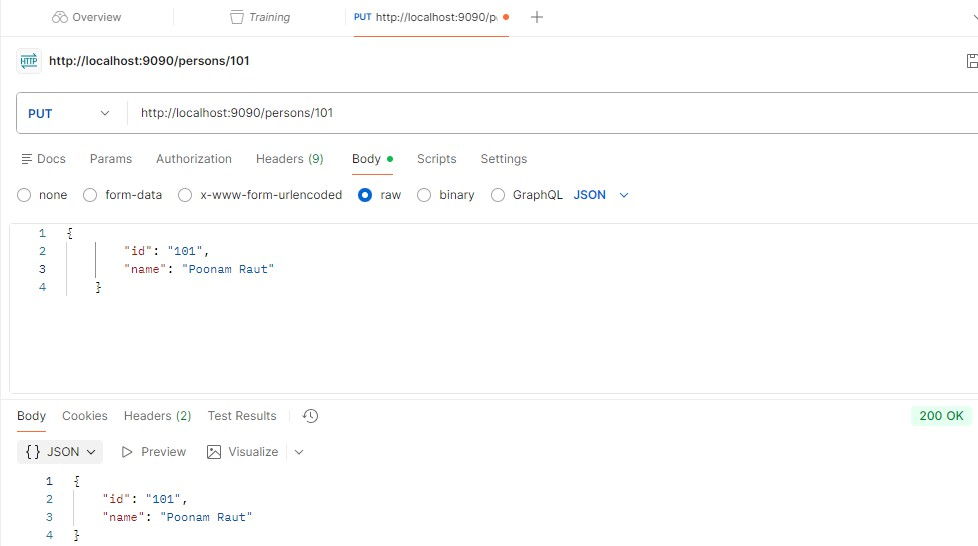 Overview Training PUT http://localhost:9090/p
HTTP http://localhost:9090/persons/101
PUT http://localhost:9090/persons/101
Docs Params Authorization Headers (9) Body Scripts Settings
none form-data x-www-form-urlencoded raw binary GraphQL JSON
1 {
2 "id": "101",
3 "name": "Poonam Raut"
4 }
Body Cookies Headers (2) Test Results 200 OK
{} JSON Preview Visualize
1 {
2 "id": "101",
3 "name": "Poonam Raut"
4 }